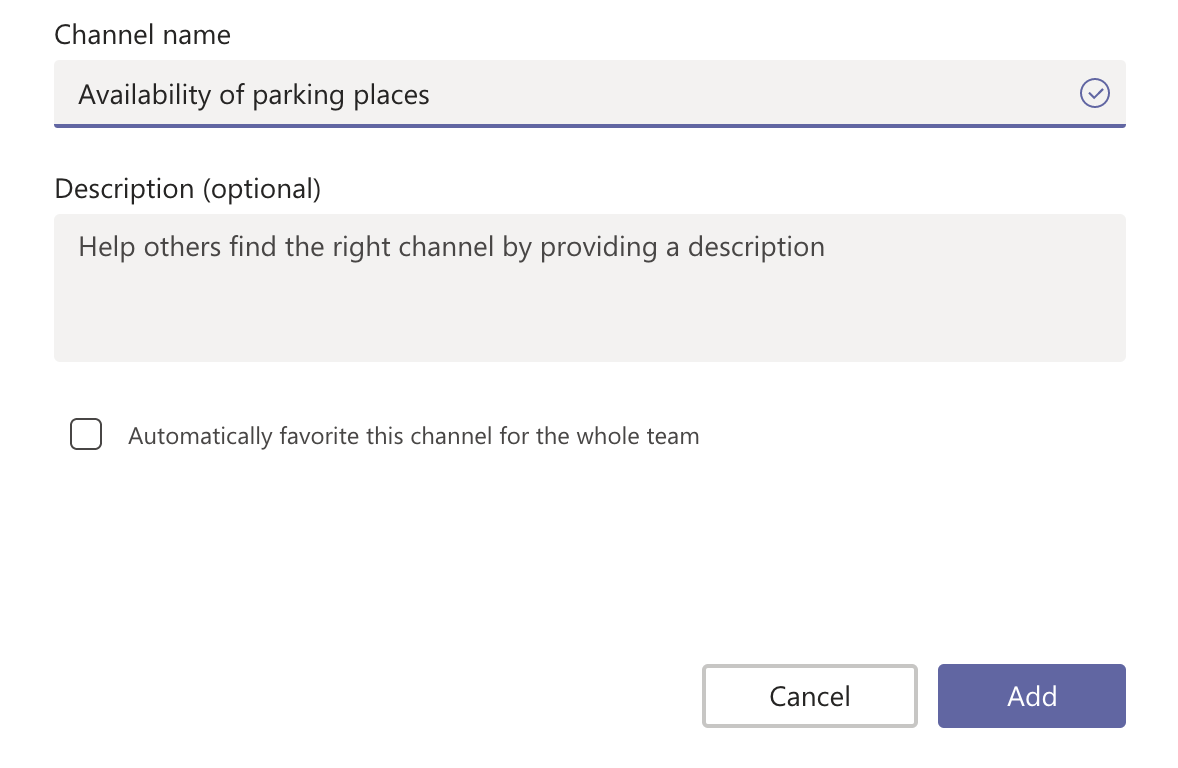 Channel name
Availability of parking places
Description (optional)
Help others find the right channel by providing a description
Automatically favorite this channel for the whole team
Cancel
Add